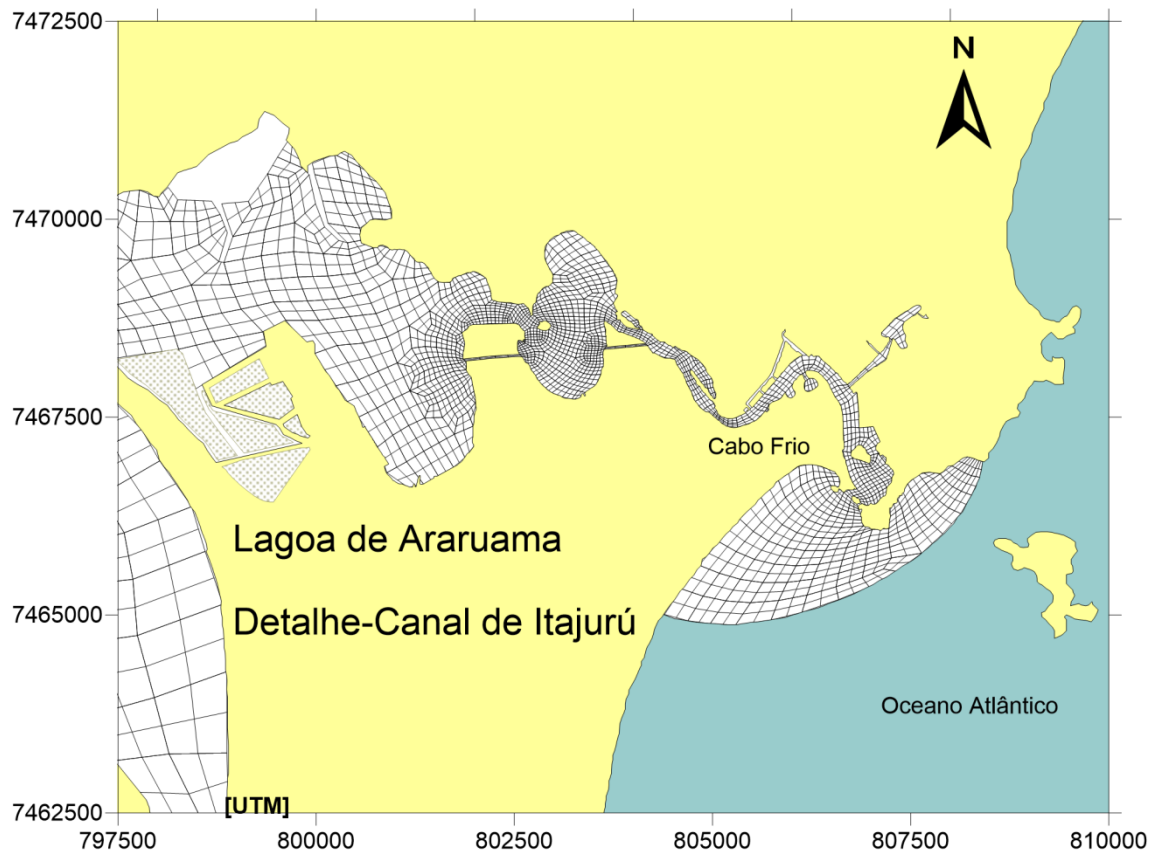 7472500
N
7470000
7467500
Cabo Frio
Lagoa de Araruama
7465000
Detalhe-Canal de Itajurú
Oceano Atlântico
7462500
[UTM]
797500 800000 802500 805000 807500 810000